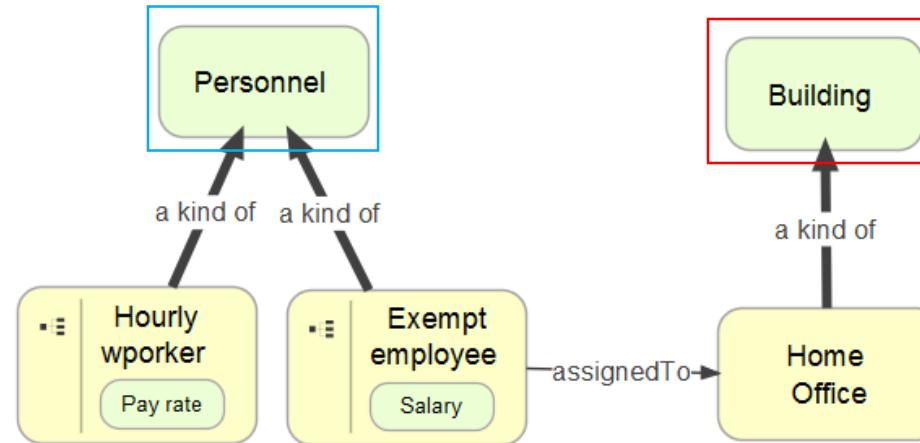 Personnel
Building
a kind of
a kind of
a kind of
Hourly
wporker
Pay rate
Exempt
employee
Salary
assignedTo
Home
Office